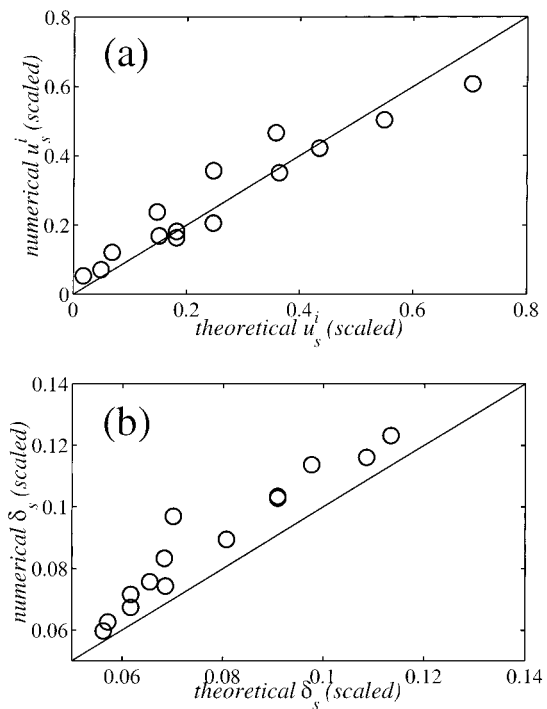 0.8
(a)
0.6
0.4
0.2
0
numerical u_s^i (scaled)
0 0.2 0.4 0.6 0.8
theoretical u_s^i (scaled)
0.14
(b)
0.12
0.1
0.08
0.06
numerical δ_s (scaled)
0.06 0.08 0.1 0.12 0.14
theoretical δ_s (scaled)